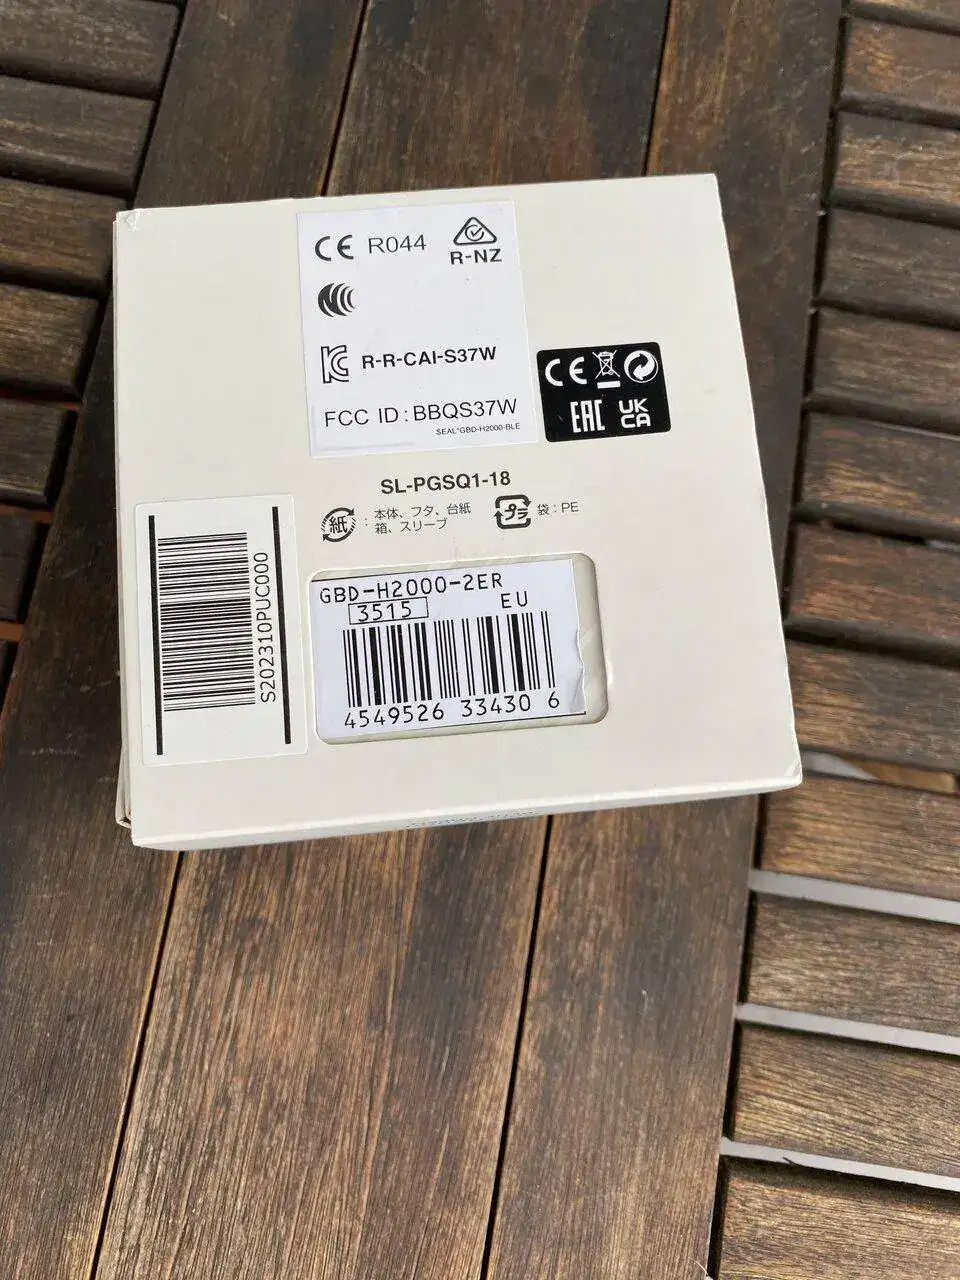 CE R044
R-NZ
R-R-CAI-S37W
FCC ID : BBQS37W
SEAL*GBD-H2000-BLE
CE
EAC
UK
CA
SL-PGSQ1-18
紙 : 本体、フタ、台紙
箱、スリーブ
プラ 袋 : PE
S202310PUC000
GBD-H2000-2ER
3515 EU
4549526 33430 6